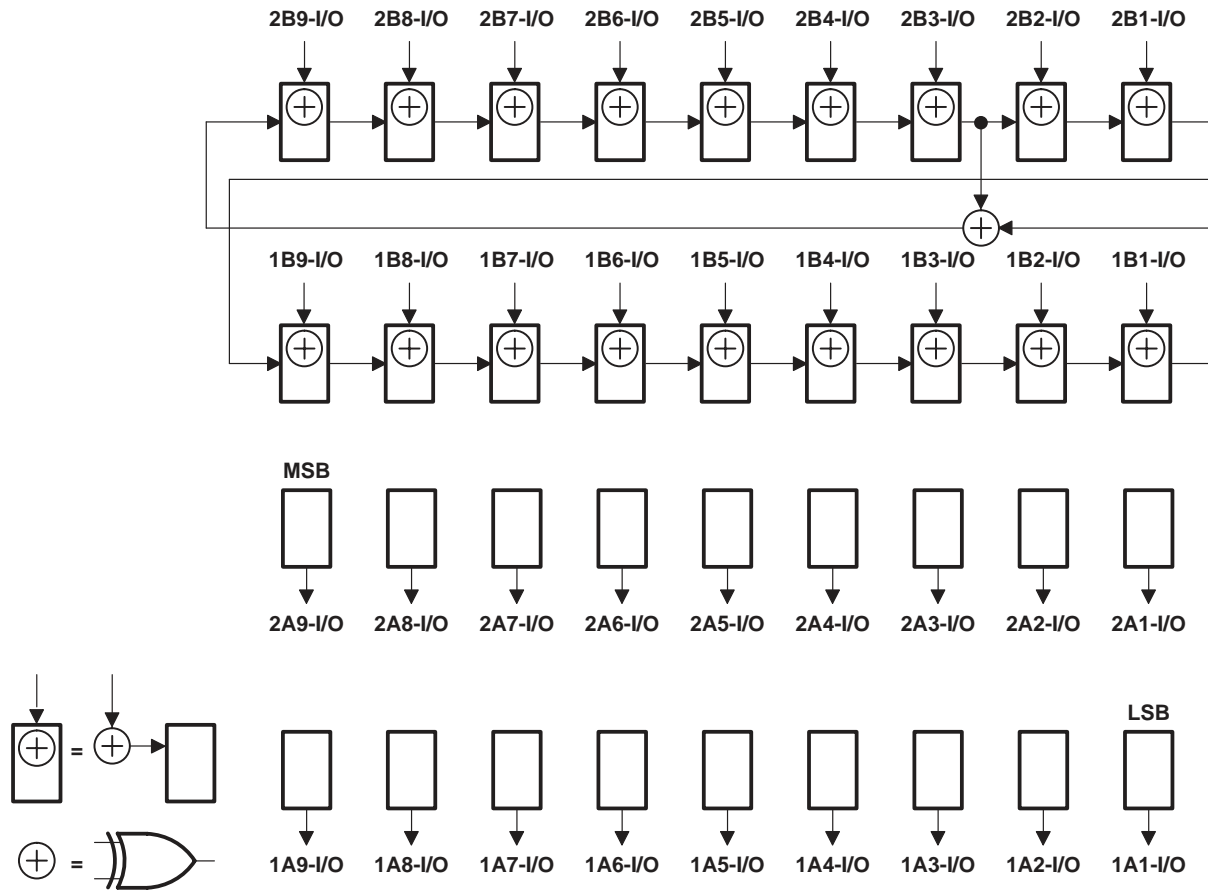 2B9-I/O 2B8-I/O 2B7-I/O 2B6-I/O 2B5-I/O 2B4-I/O 2B3-I/O 2B2-I/O 2B1-I/O
1B9-I/O 1B8-I/O 1B7-I/O 1B6-I/O 1B5-I/O 1B4-I/O 1B3-I/O 1B2-I/O 1B1-I/O
MSB
2A9-I/O 2A8-I/O 2A7-I/O 2A6-I/O 2A5-I/O 2A4-I/O 2A3-I/O 2A2-I/O 2A1-I/O
LSB
=
=
1A9-I/O 1A8-I/O 1A7-I/O 1A6-I/O 1A5-I/O 1A4-I/O 1A3-I/O 1A2-I/O 1A1-I/O